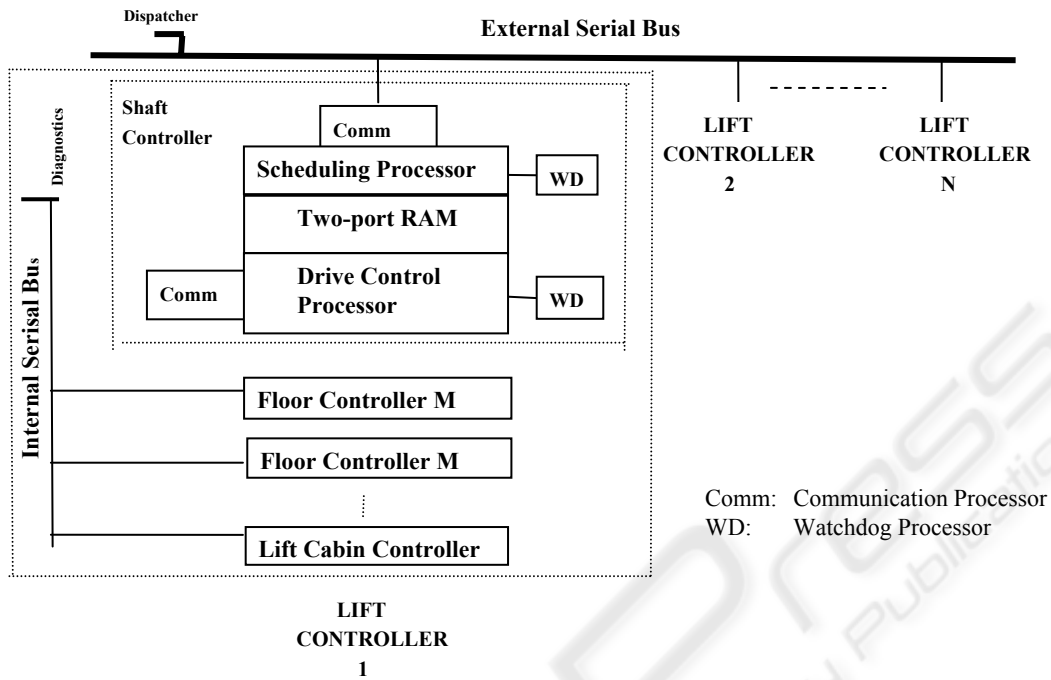 Dispatcher
External Serial Bus
Shaft
Controller
Comm
Diagnostics
Scheduling Processor
WD
Two-port RAM
Comm
Drive Control
Processor
WD
LIFT
CONTROLLER
2
LIFT
CONTROLLER
N
Internal Serisal Bus
Floor Controller M
Floor Controller M
Lift Cabin Controller
Comm: Communication Processor
WD: Watchdog Processor
LIFT
CONTROLLER
1